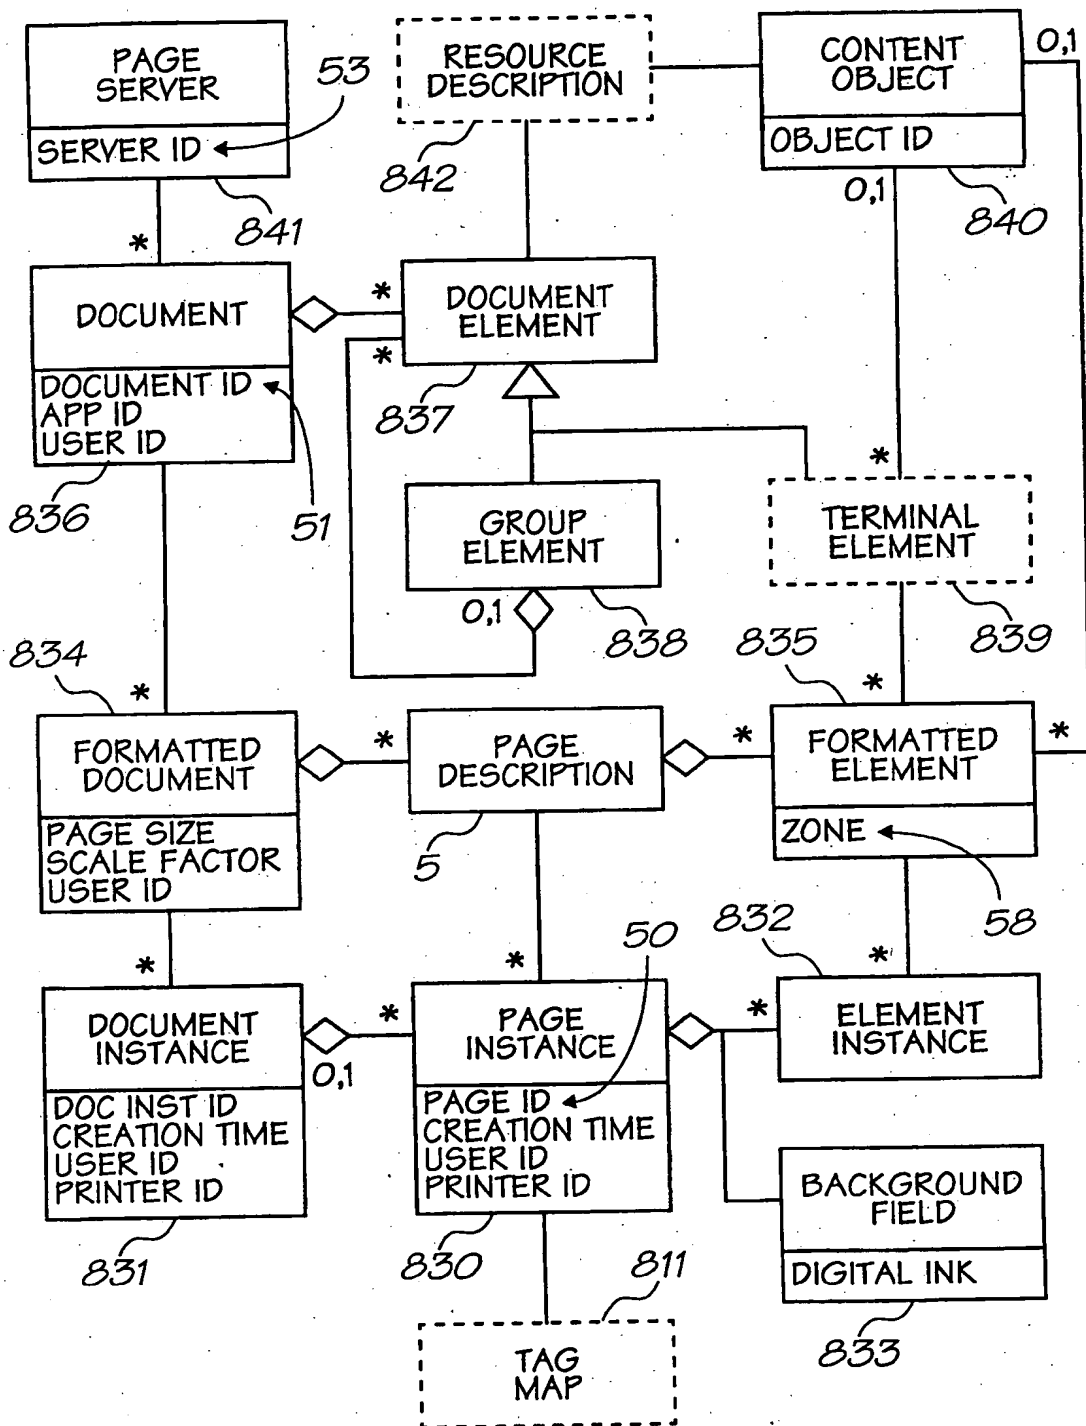 PAGE
SERVER
SERVER ID
53
841
*
RESOURCE
DESCRIPTION
842
CONTENT
OBJECT
OBJECT ID
0,1
0,1
840
DOCUMENT
DOCUMENT ID
APP ID
USER ID
836
51
*
*
DOCUMENT
ELEMENT
837
GROUP
ELEMENT
0,1
838
*
TERMINAL
ELEMENT
839
834
*
FORMATTED
DOCUMENT
PAGE SIZE
SCALE FACTOR
USER ID
*
PAGE
DESCRIPTION
5
835
*
*
FORMATTED
ELEMENT
*
ZONE
58
*
DOCUMENT
INSTANCE
0,1
DOC INST ID
CREATION TIME
USER ID
PRINTER ID
831
*
*
50
PAGE
INSTANCE
PAGE ID
CREATION TIME
USER ID
PRINTER ID
830
832
*
*
ELEMENT
INSTANCE
BACKGROUND
FIELD
DIGITAL INK
833
811
TAG
MAP